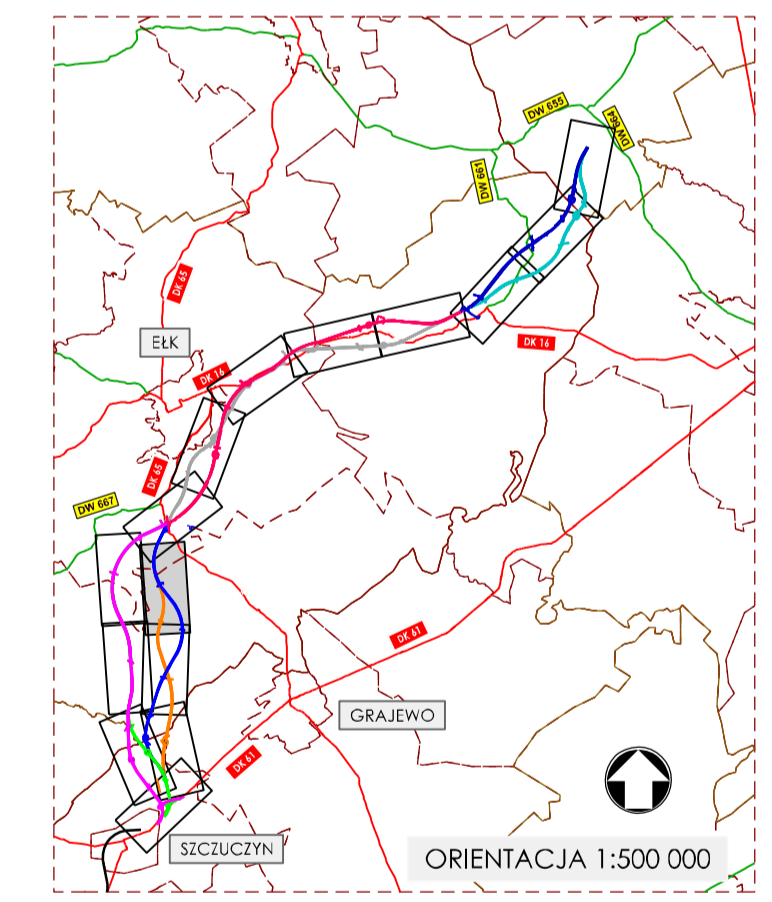 DW 655
DW 664
DW 661
DK 65
EŁK
DK 16
DK 16
DK 65
DW 667
DK 61
GRAJEWO
DK 61
SZCZUCZYN
ORIENTACJA 1:500 000